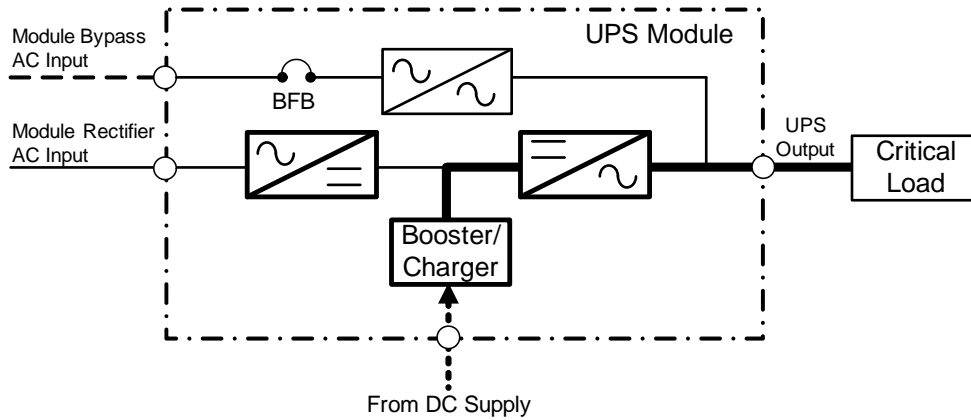 Module Bypass
AC Input
UPS Module
BFB
Module Rectifier
AC Input
UPS
Output
Critical
Load
Booster/
Charger
From DC Supply